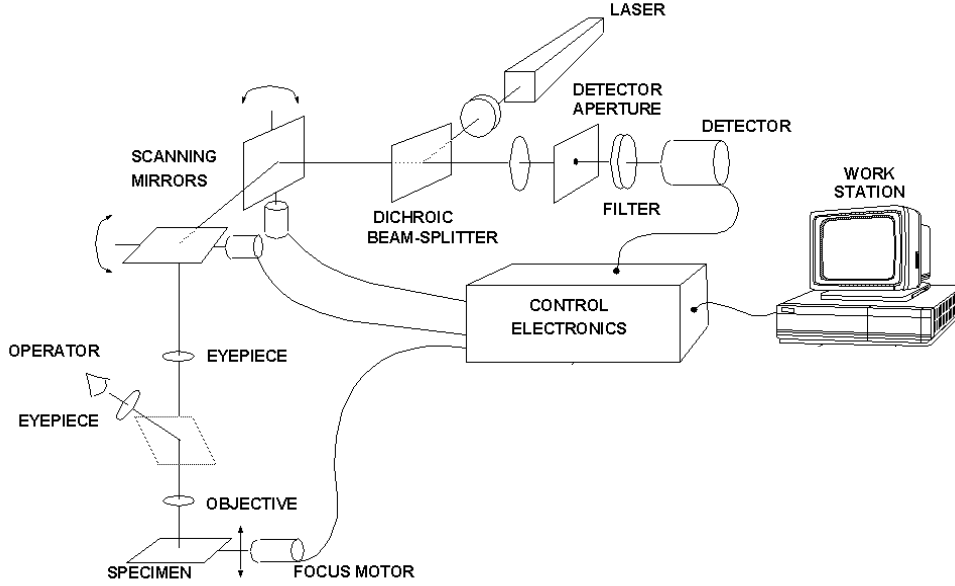 LASER
DETECTOR
APERTURE
DETECTOR
SCANNING
MIRRORS
WORK
STATION
FILTER
DICHROIC
BEAM-SPLITTER
CONTROL
ELECTRONICS
OPERATOR
EYEPIECE
EYEPIECE
OBJECTIVE
SPECIMEN
FOCUS MOTOR